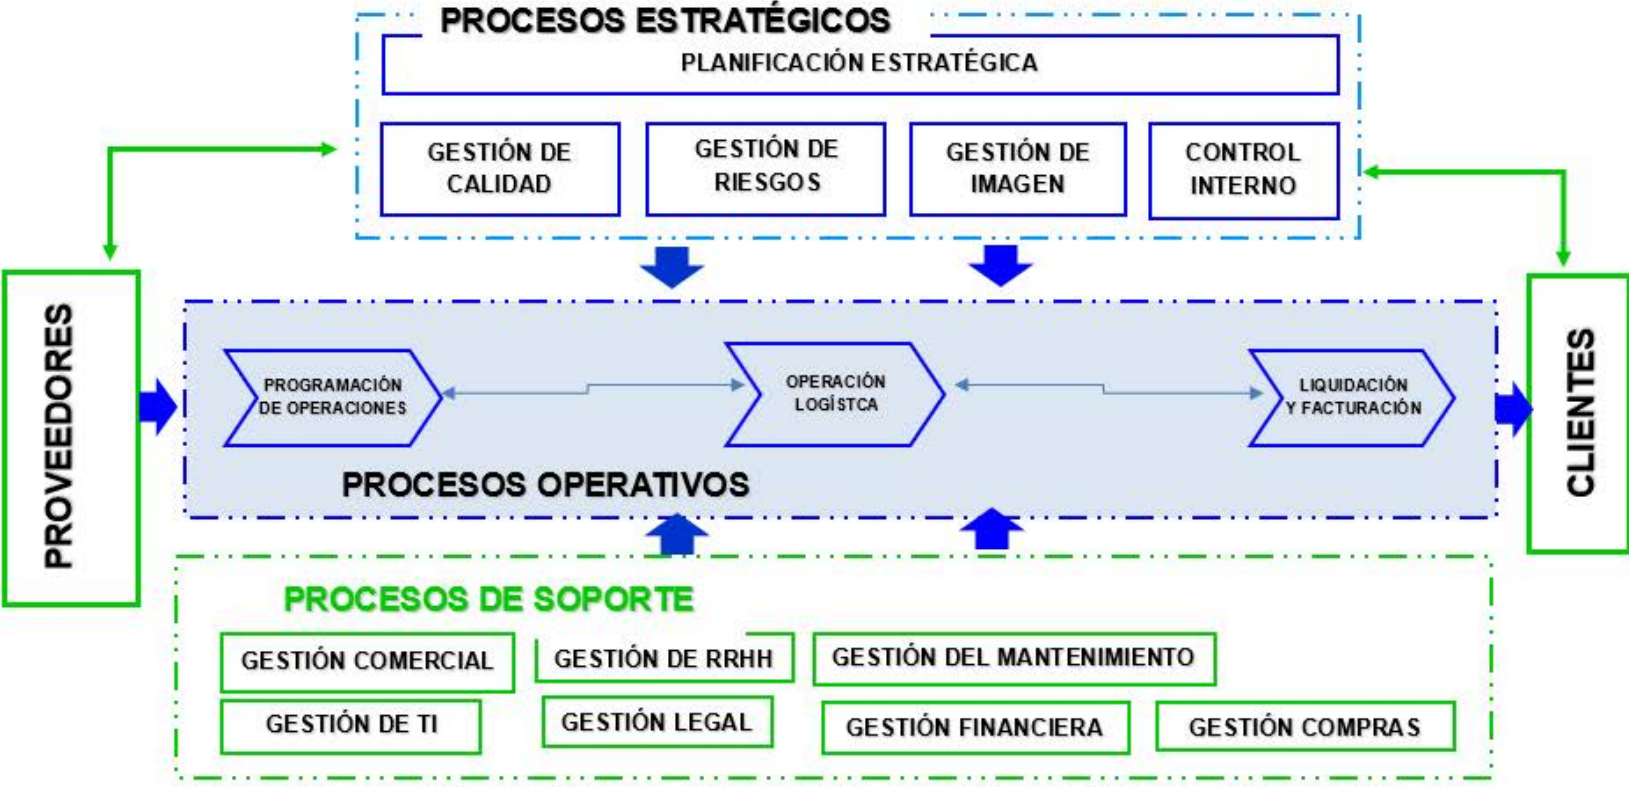 PROCESOS ESTRATÉGICOS
PLANIFICACIÓN ESTRATÉGICA
GESTIÓN DE
CALIDAD
GESTIÓN DE
RIESGOS
GESTIÓN DE
IMAGEN
CONTROL
INTERNO
PROVEEDORES
PROGRAMACIÓN
DE OPERACIONES
OPERACIÓN
LOGÍSTCA
LIQUIDACIÓN
Y FACTURACIÓN
PROCESOS OPERATIVOS
CLIENTES
PROCESOS DE SOPORTE
GESTIÓN COMERCIAL
GESTIÓN DE RRHH
GESTIÓN DEL MANTENIMIENTO
GESTIÓN DE TI
GESTIÓN LEGAL
GESTIÓN FINANCIERA
GESTIÓN COMPRAS